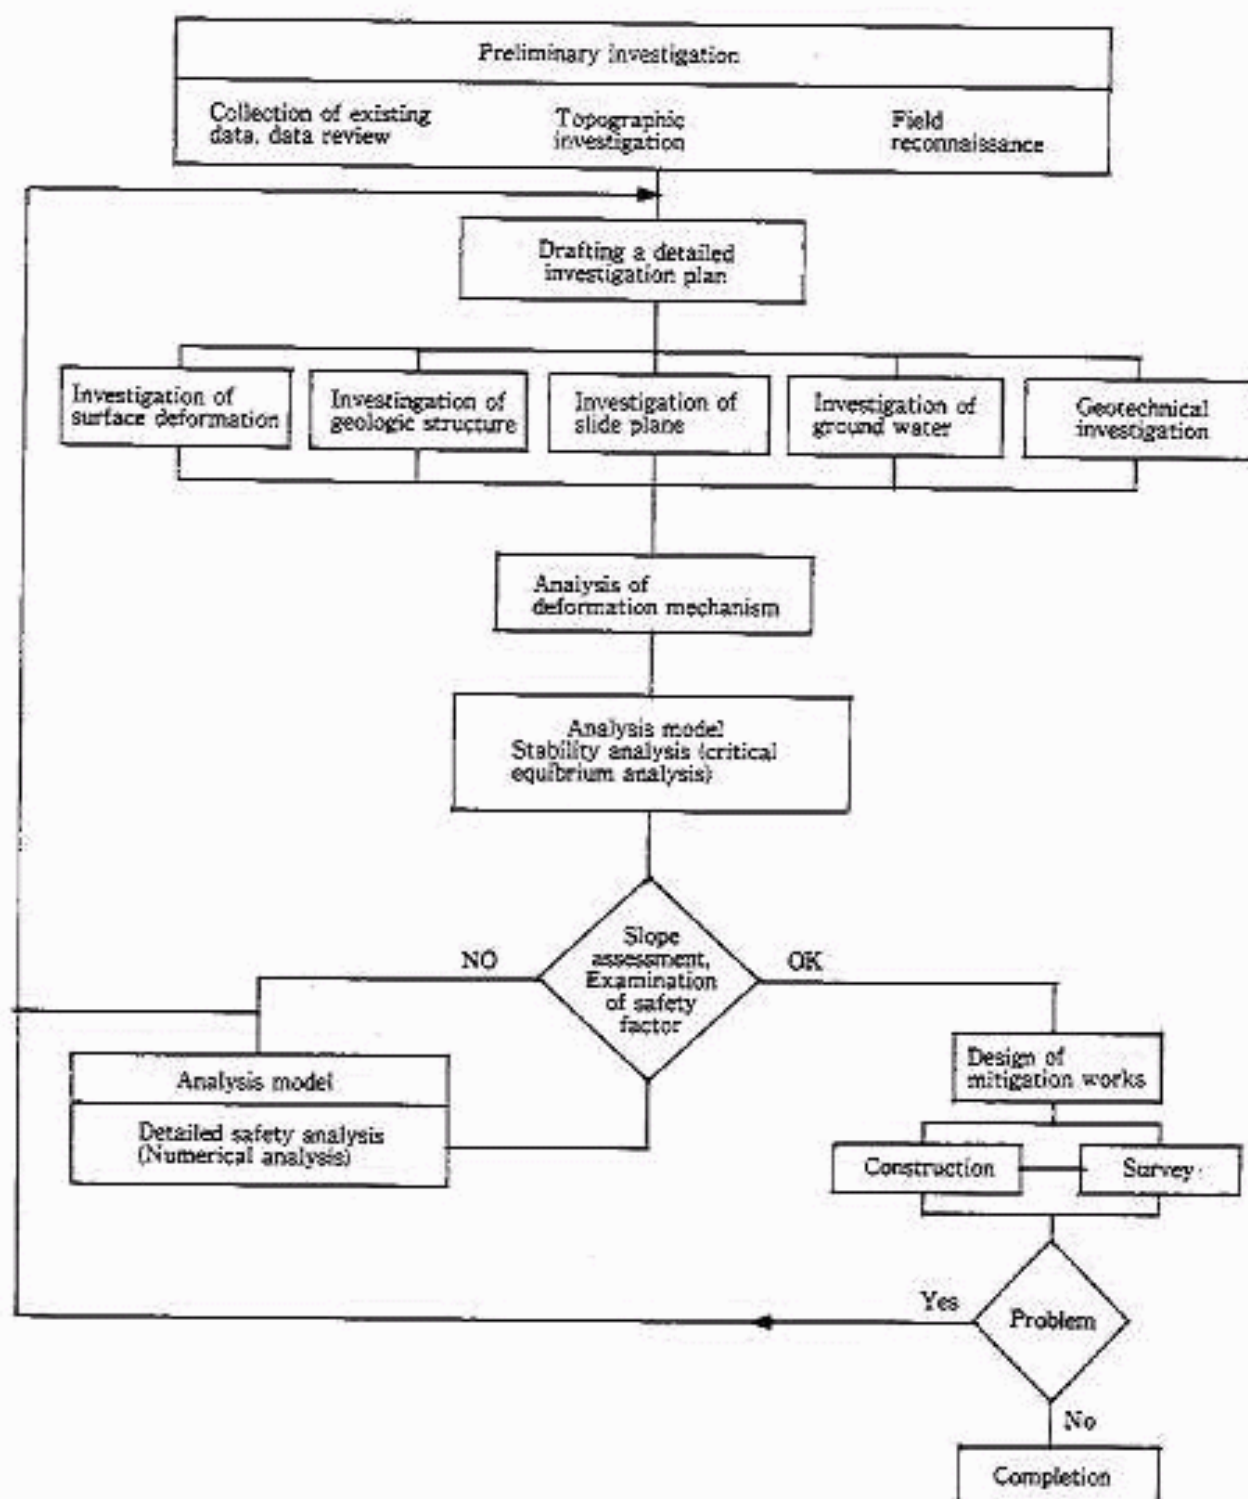 Preliminary investigation
Collection of existing
data, data review
Topographic
investigation
Field
reconnaissance
Drafting a detailed
investigation plan
Investigation of
surface deformation
Investingation of
geologic structure
Investigation of
slide plane
Investigation of
ground water
Geotechnical
investigation
Analysis of
deformation mechanism
Analysis model
Stability analysis (critical
equibrium analysis)
Slope
assessment,
Examination
of safety
factor
NO
OK
Analysis model
Detailed safety analysis
(Numerical analysis)
Design of
mitigation works
Construction
Survey
Yes
Problem
No
Completion